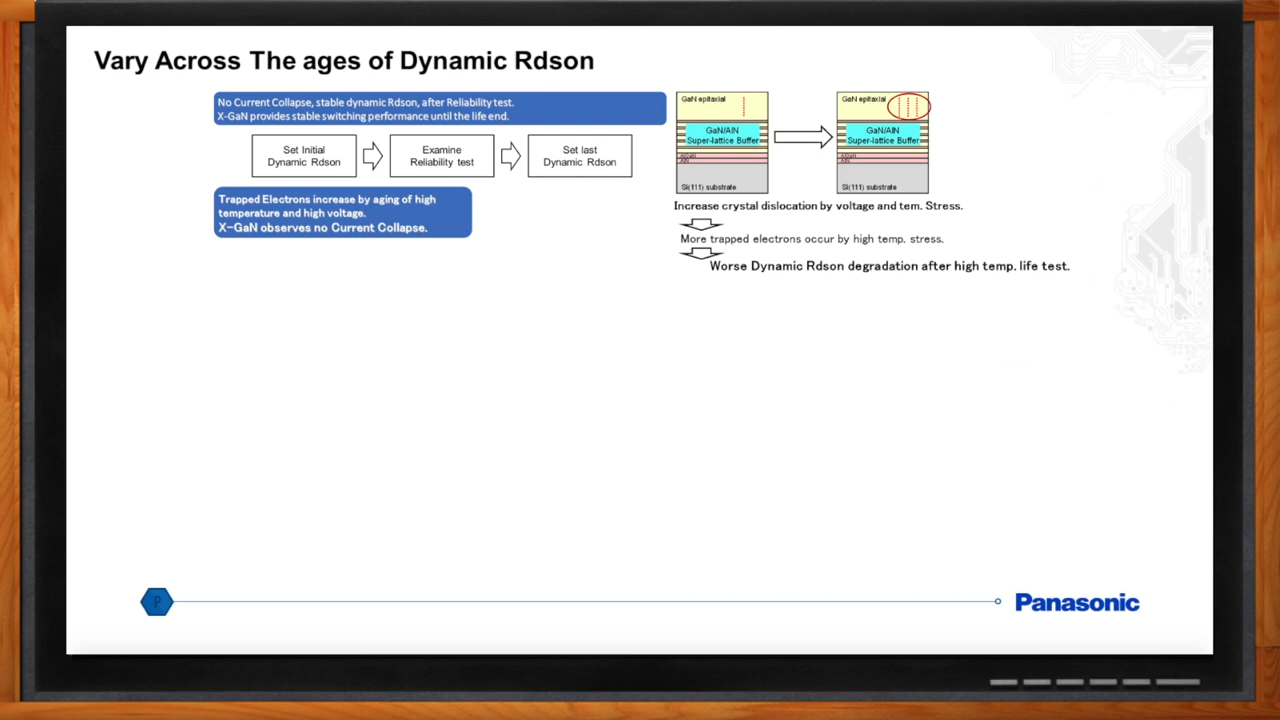 Vary Across The ages of Dynamic Rdson
No Current Collapse, stable dynamic Rdson, after Reliability test.
X-GaN provides stable switching performance until the life end.
Set Initial
Dynamic Rdson
Examine
Reliability test
Set last
Dynamic Rdson
Trapped Electrons increase by aging of high
temperature and high voltage.
X-GaN observes no Current Collapse.
GaN epitaxial
GaN/AlN
Super-lattice Buffer
AlGaN
AlN
Si(111) substrate
GaN epitaxial
GaN/AlN
Super-lattice Buffer
AlGaN
AlN
Si(111) substrate
Increase crystal dislocation by voltage and tem. Stress.
More trapped electrons occur by high temp. stress.
Worse Dynamic Rdson degradation after high temp. life test.
P
Panasonic